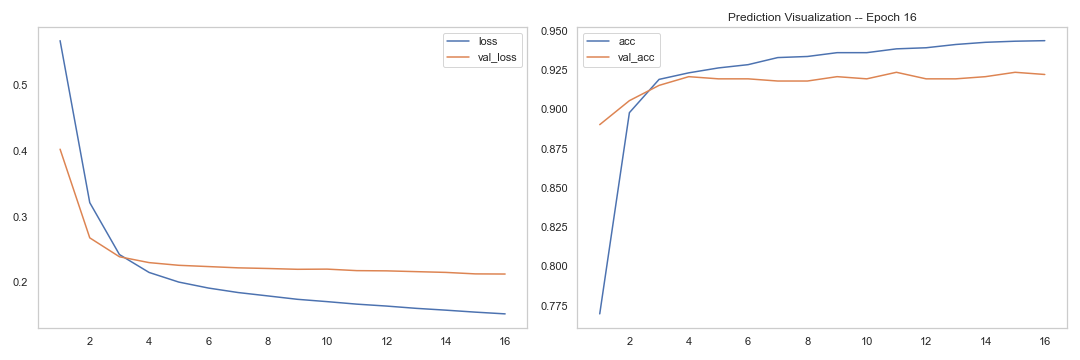 loss
val_loss
0.5
0.4
0.3
0.2
2 4 6 8 10 12 14 16
Prediction Visualization -- Epoch 16
acc
val_acc
0.950
0.925
0.900
0.875
0.850
0.825
0.800
0.775
2 4 6 8 10 12 14 16